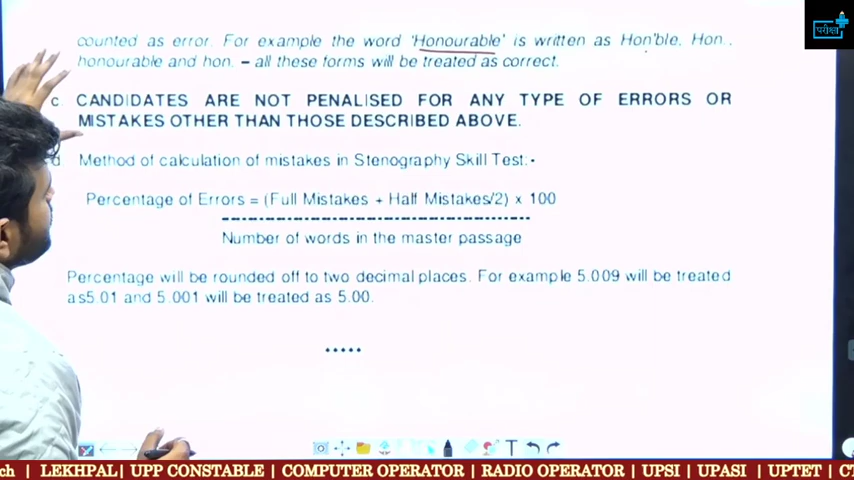 परीक्षा
counted as error. For example the word ‘Honourable’ is written as Hon’ble, Hon.,
honourable and hon. – all these forms will be treated as correct.
c. CANDIDATES ARE NOT PENALISED FOR ANY TYPE OF ERRORS OR
MISTAKES OTHER THAN THOSE DESCRIBED ABOVE.
d Method of calculation of mistakes in Stenography Skill Test:-
Percentage of Errors = (Full Mistakes + Half Mistakes/2) x 100
Number of words in the master passage
Percentage will be rounded off to two decimal places. For example 5.009 will be treated
as5.01 and 5.001 will be treated as 5.00.
.....
T
ch | LEKHPAL| UPP CONSTABLE | COMPUTER OPERATOR | RADIO OPERATOR | UPSI | UPASI | UPTET | CT